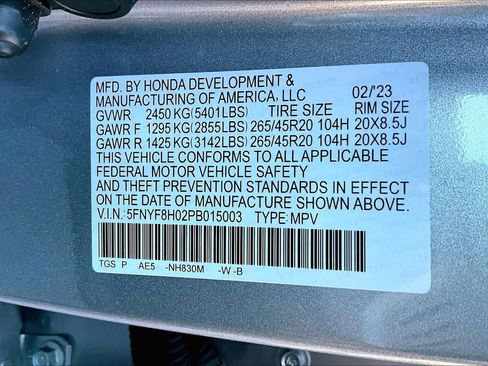 MFD. BY HONDA DEVELOPMENT &
MANUFACTURING OF AMERICA, LLC 02/'23
GVWR 2450 KG(5401LBS) TIRE SIZE RIM SIZE
GAWR F 1295 KG(2855LBS) 265/45R20 104H 20X8.5J
GAWR R 1425 KG(3142LBS) 265/45R20 104H 20X8.5J
THIS VEHICLE CONFORMS TO ALL APPLICABLE
FEDERAL MOTOR VEHICLE SAFETY
AND THEFT PREVENTION STANDARDS IN EFFECT
ON THE DATE OF MANUFACTURE SHOWN ABOVE.
V.I.N.: 5FNYF8H02PB015003 TYPE: MPV
TGS P AE5 -NH830M -W -B